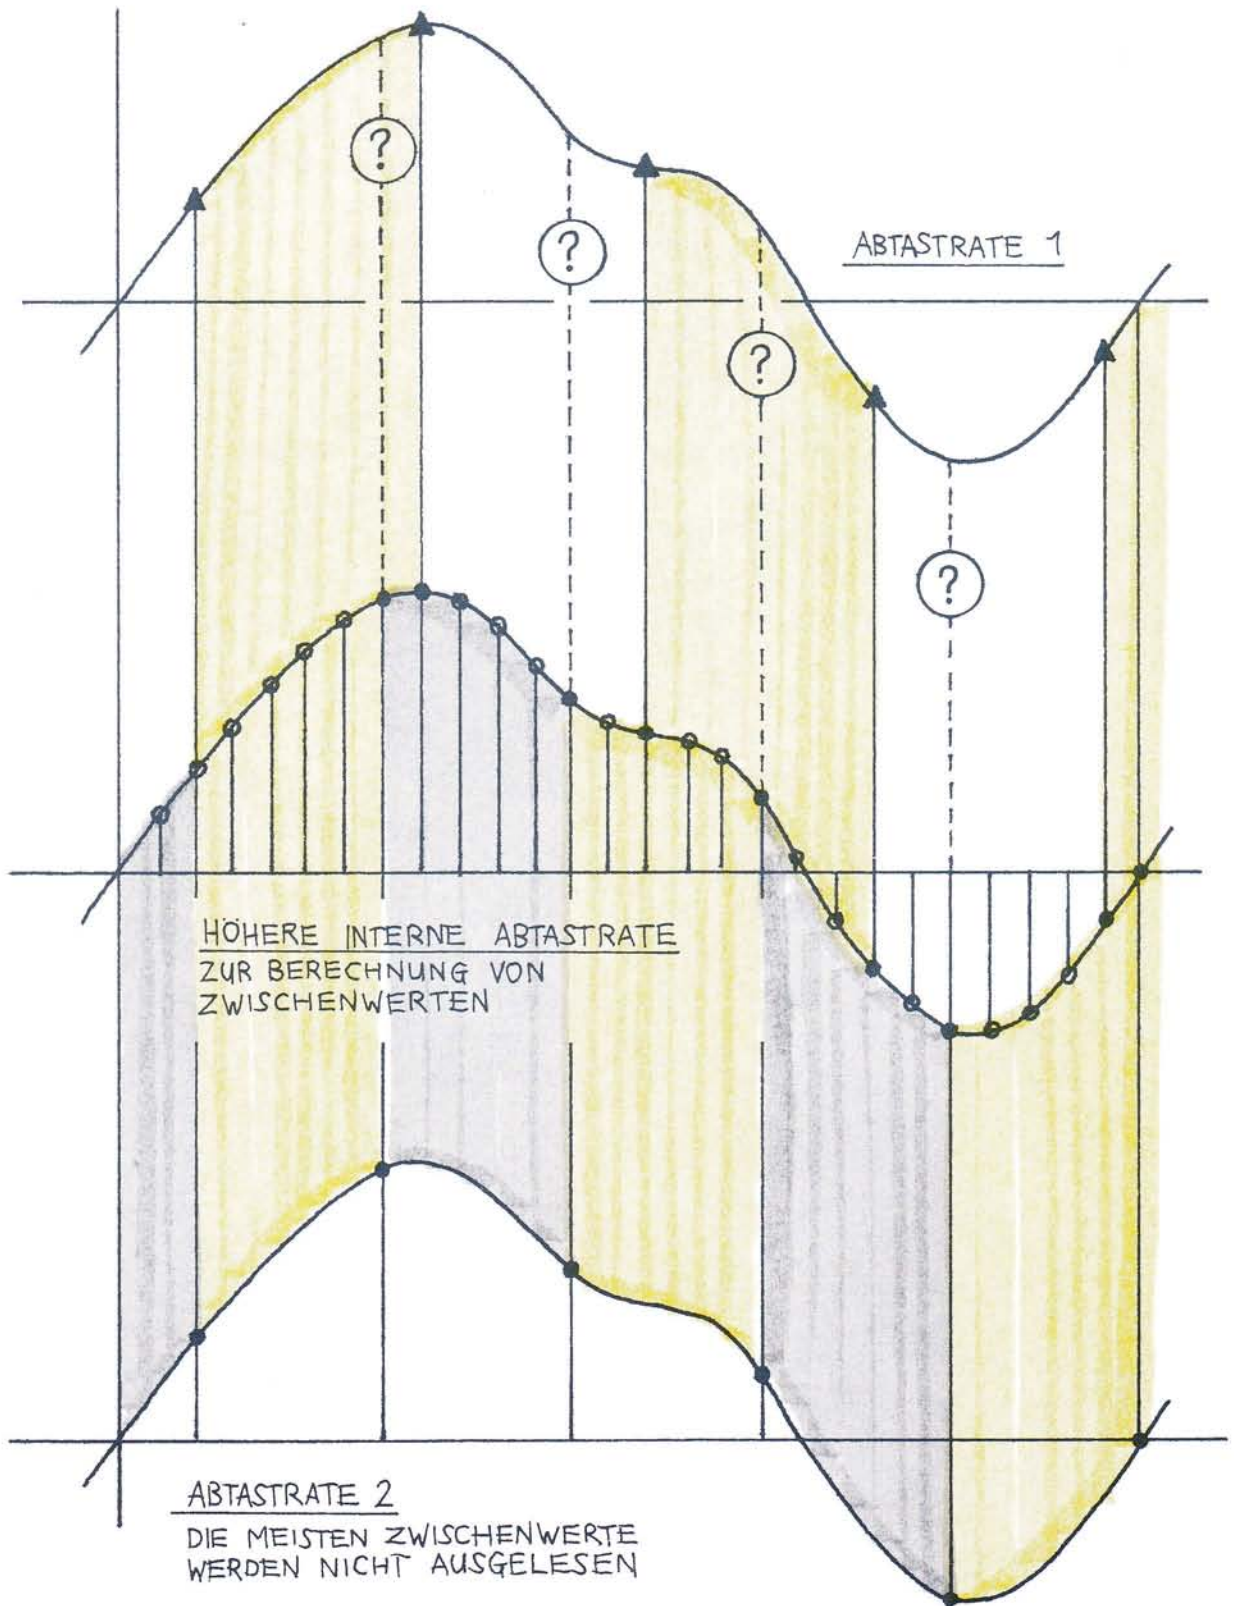 ?
?
ABTASTRATE 1
?
?
HÖHERE INTERNE ABTASTRATE
ZUR BERECHNUNG VON
ZWISCHENWERTEN
ABTASTRATE 2
DIE MEISTEN ZWISCHENWERTE
WERDEN NICHT AUSGELESEN